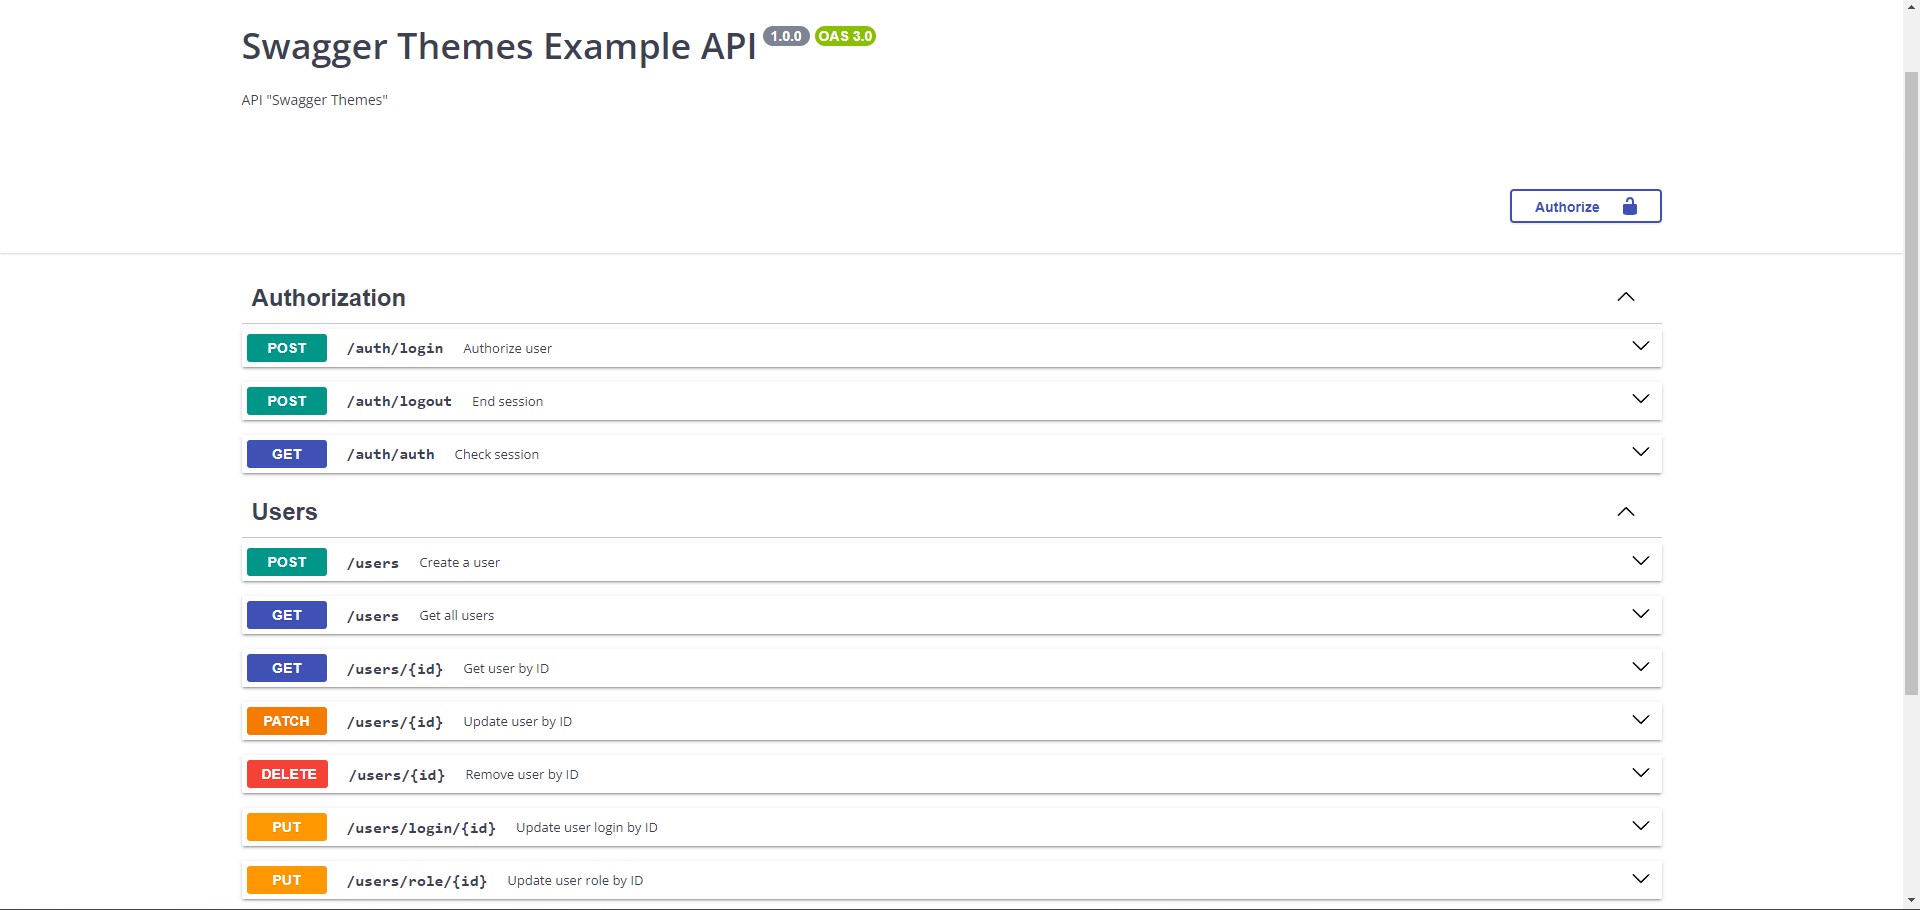 Swagger Themes Example API 1.0.0 OAS 3.0
API "Swagger Themes"
Authorize
Authorization
POST /auth/login Authorize user
POST /auth/logout End session
GET /auth/auth Check session
Users
POST /users Create a user
GET /users Get all users
GET /users/{id} Get user by ID
PATCH /users/{id} Update user by ID
DELETE /users/{id} Remove user by ID
PUT /users/login/{id} Update user login by ID
PUT /users/role/{id} Update user role by ID